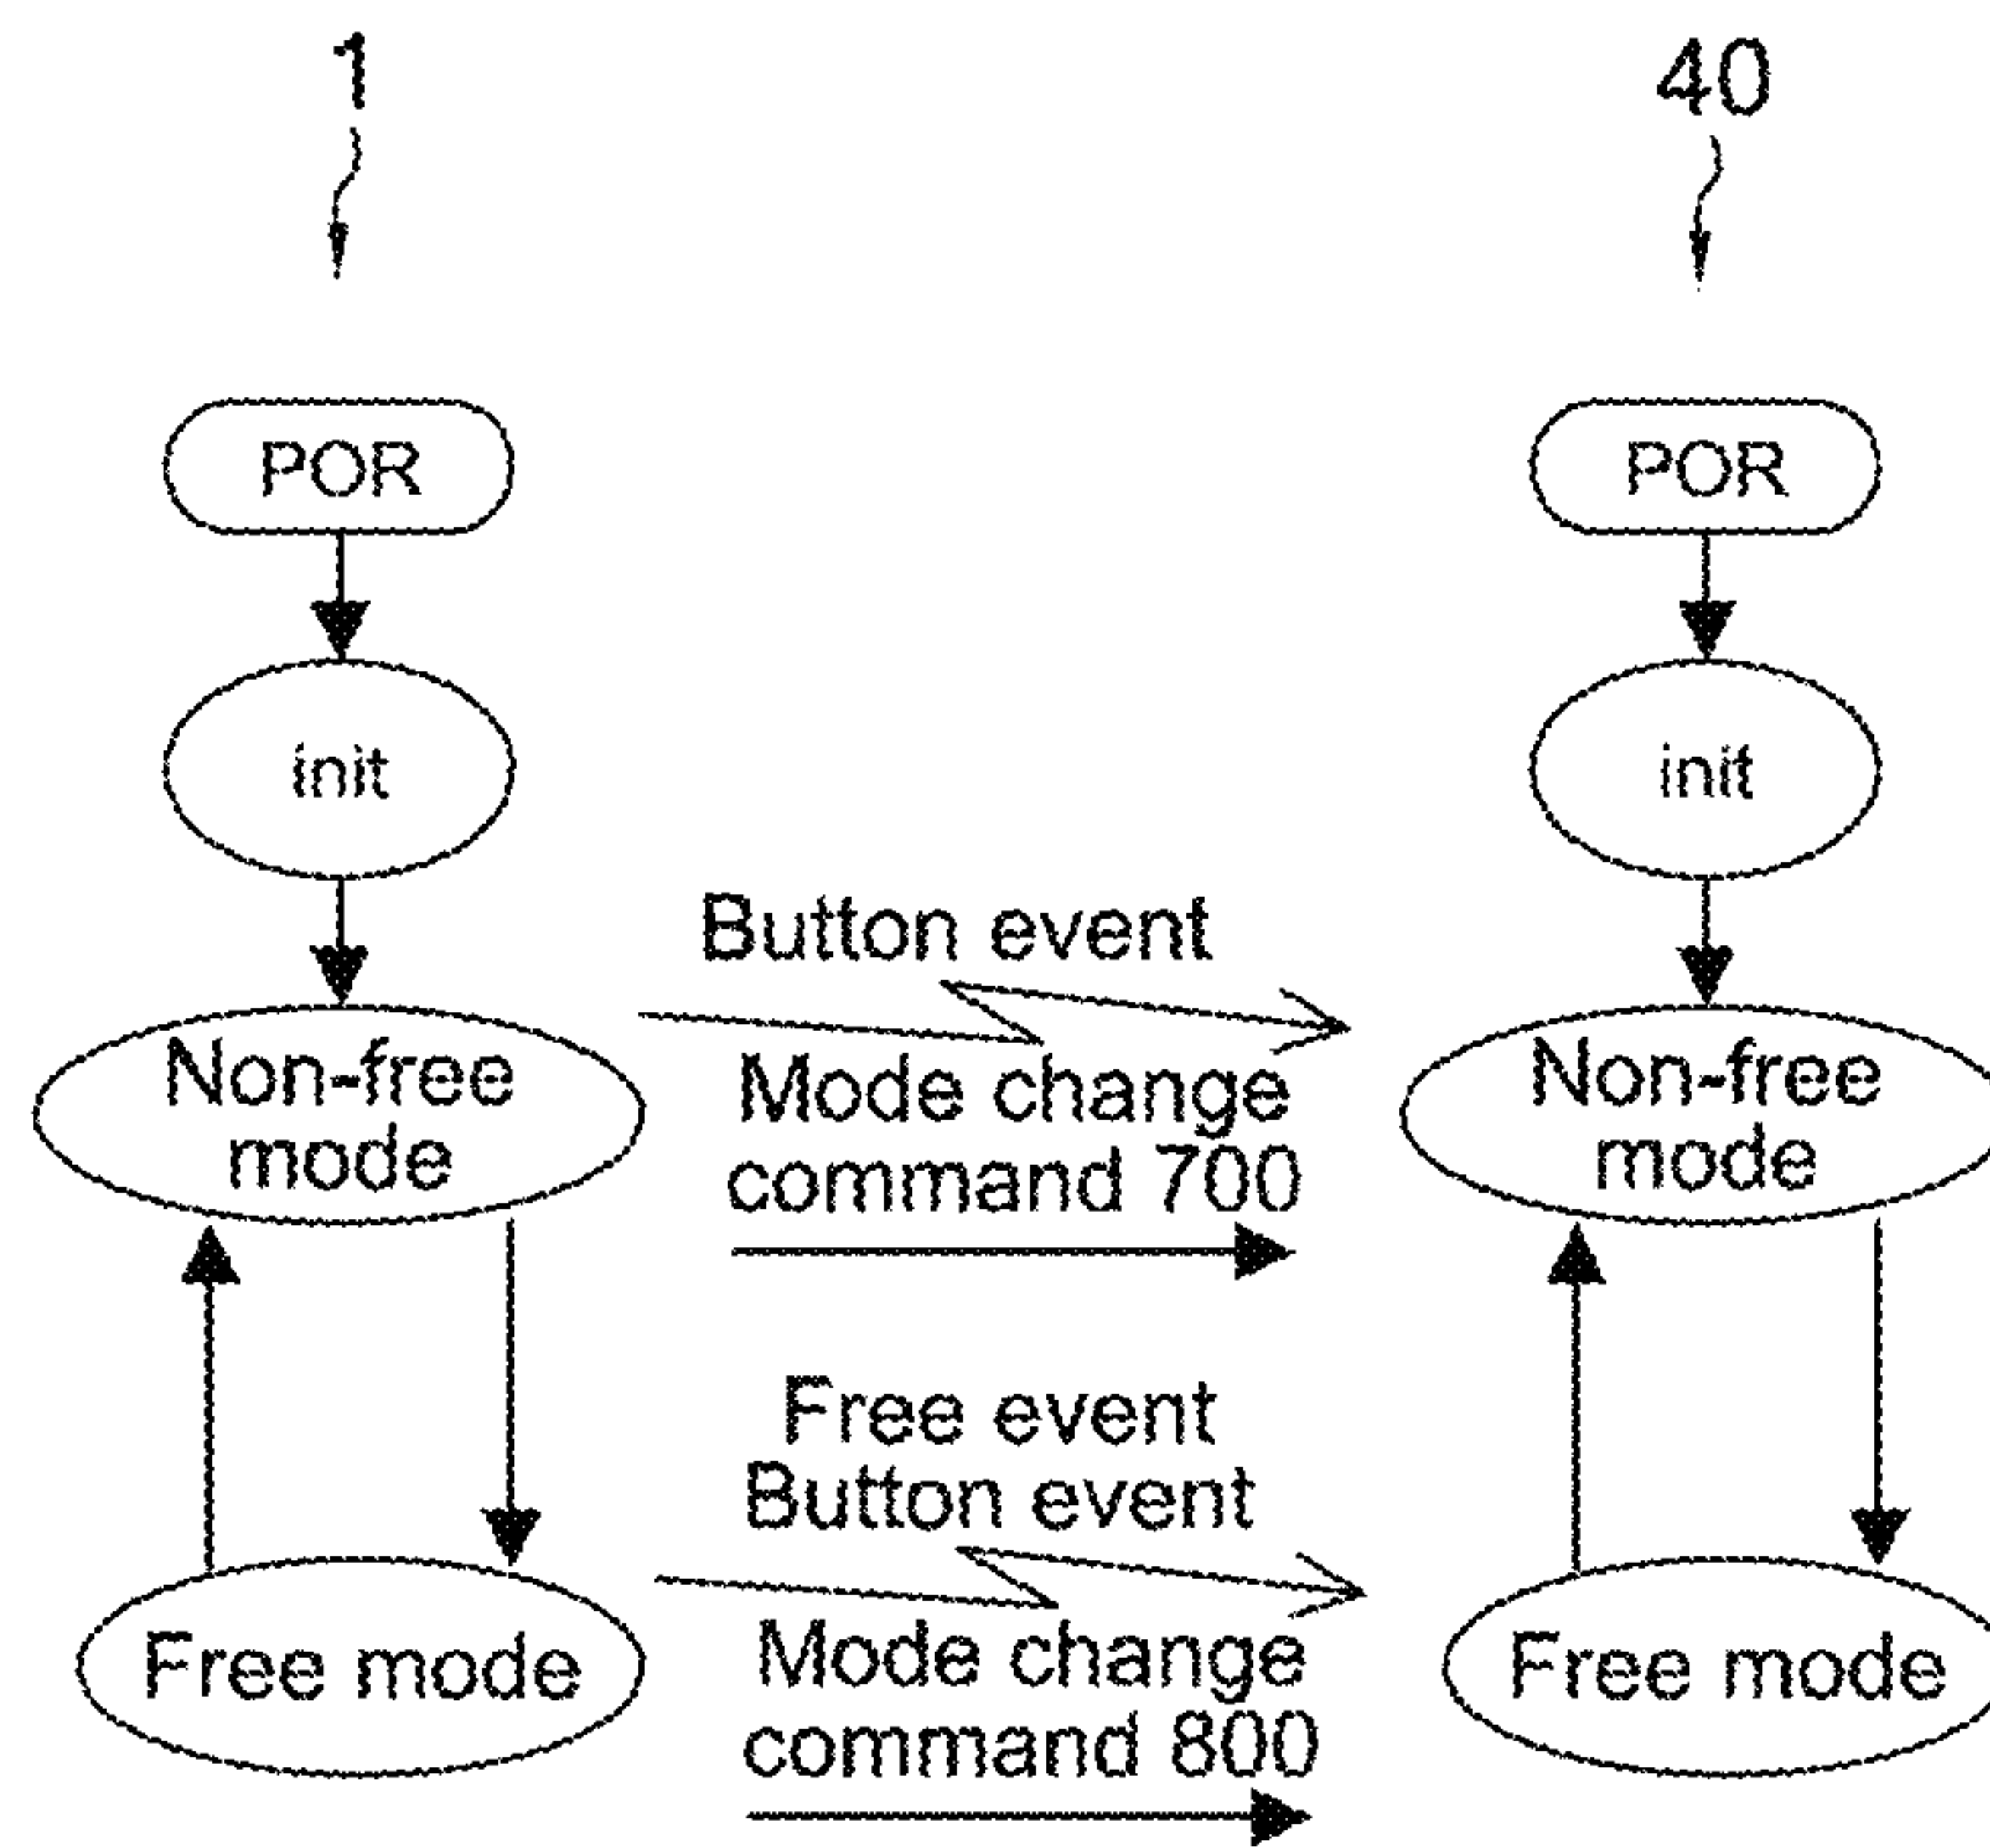 1
40
POR
POR
init
init
Button event
Non-free
mode
Mode change
command 700
Non-free
mode
Free event
Button event
Free mode
Mode change
command 800
Free mode